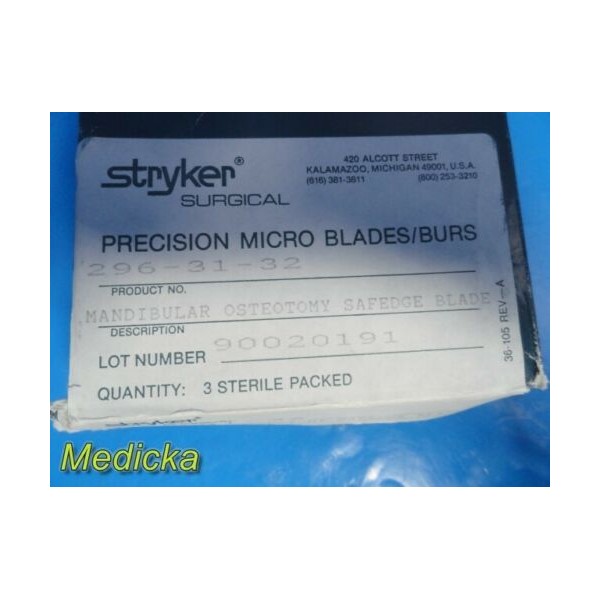 stryker®
SURGICAL
420 ALCOTT STREET
KALAMAZOO, MICHIGAN 49001, U.S.A.
(616) 381-3811 (800) 253-3210
PRECISION MICRO BLADES/BURS
296-31-32
PRODUCT NO.
MANDIBULAR OSTEOTOMY SAFEDGE BLADE
DESCRIPTION
LOT NUMBER 90020191
QUANTITY: 3 STERILE PACKED
36-105 REV-A
stryker
Medicka